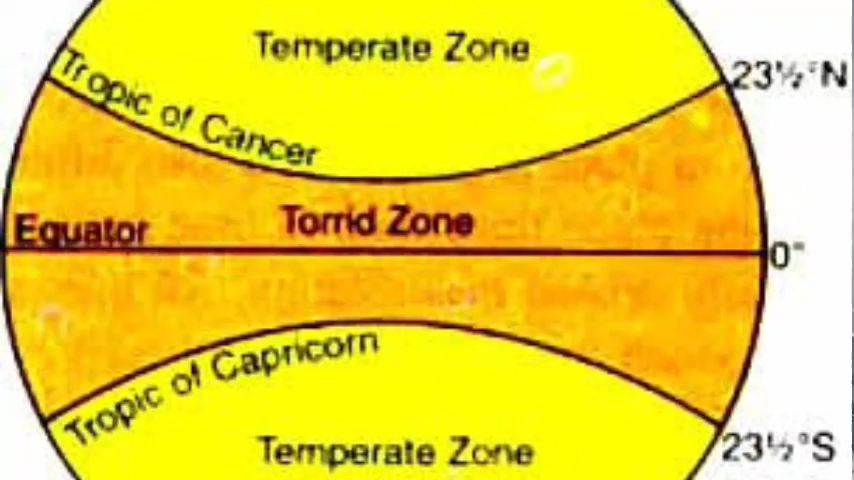 Temperate Zone
23½°N
Tropic of Cancer
Torrid Zone
Equator
0°
Tropic of Capricorn
Temperate Zone
23½°S